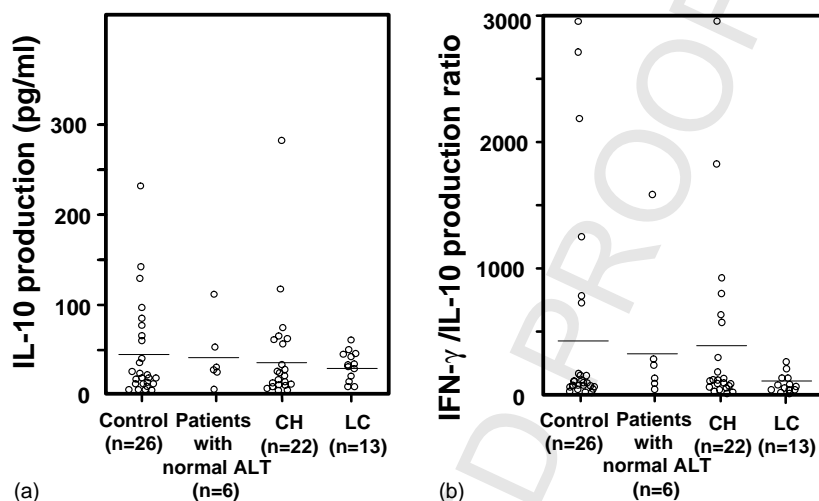 IL-10 production (pg/ml)
300
200
100
0
Control
(n=26)
Patients
with
normal ALT
(n=6)
CH
(n=22)
LC
(n=13)
(a)
IFN-γ /IL-10 production ratio
3000
2000
1000
0
Control
(n=26)
Patients
with
normal ALT
(n=6)
CH
(n=22)
LC
(n=13)
(b)
D PROOF